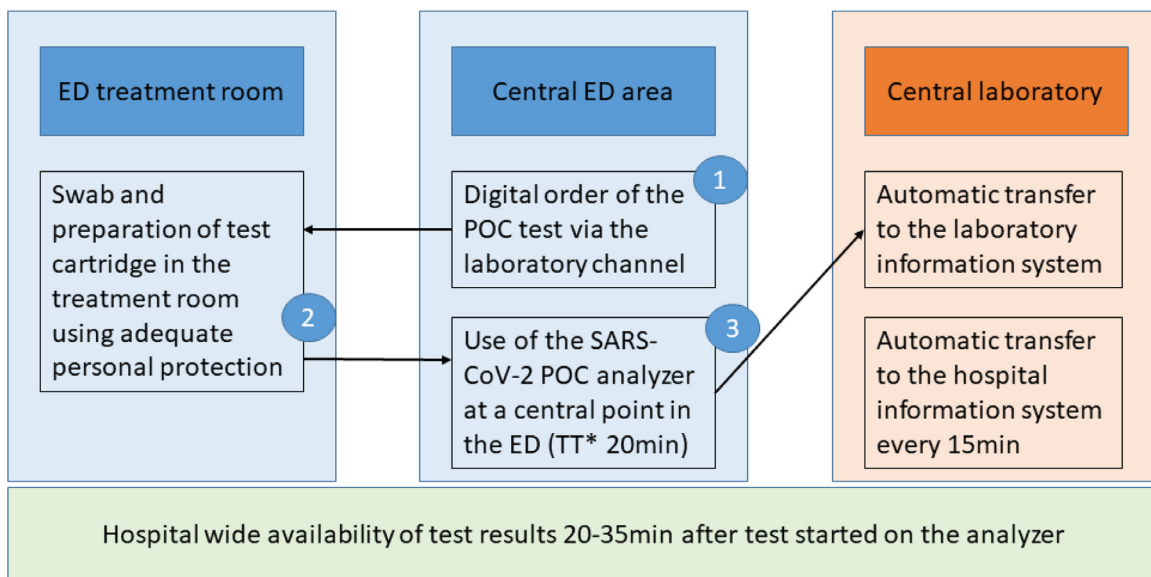 ED treatment room
Swab and
preparation of test
cartridge in the
treatment room
using adequate
personal protection
2
Central ED area
1
Digital order of the
POC test via the
laboratory channel
3
Use of the SARS-
CoV-2 POC analyzer
at a central point in
the ED (TT* 20min)
Central laboratory
Automatic transfer
to the laboratory
information system
Automatic transfer
to the hospital
information system
every 15min
Hospital wide availability of test results 20-35min after test started on the analyzer